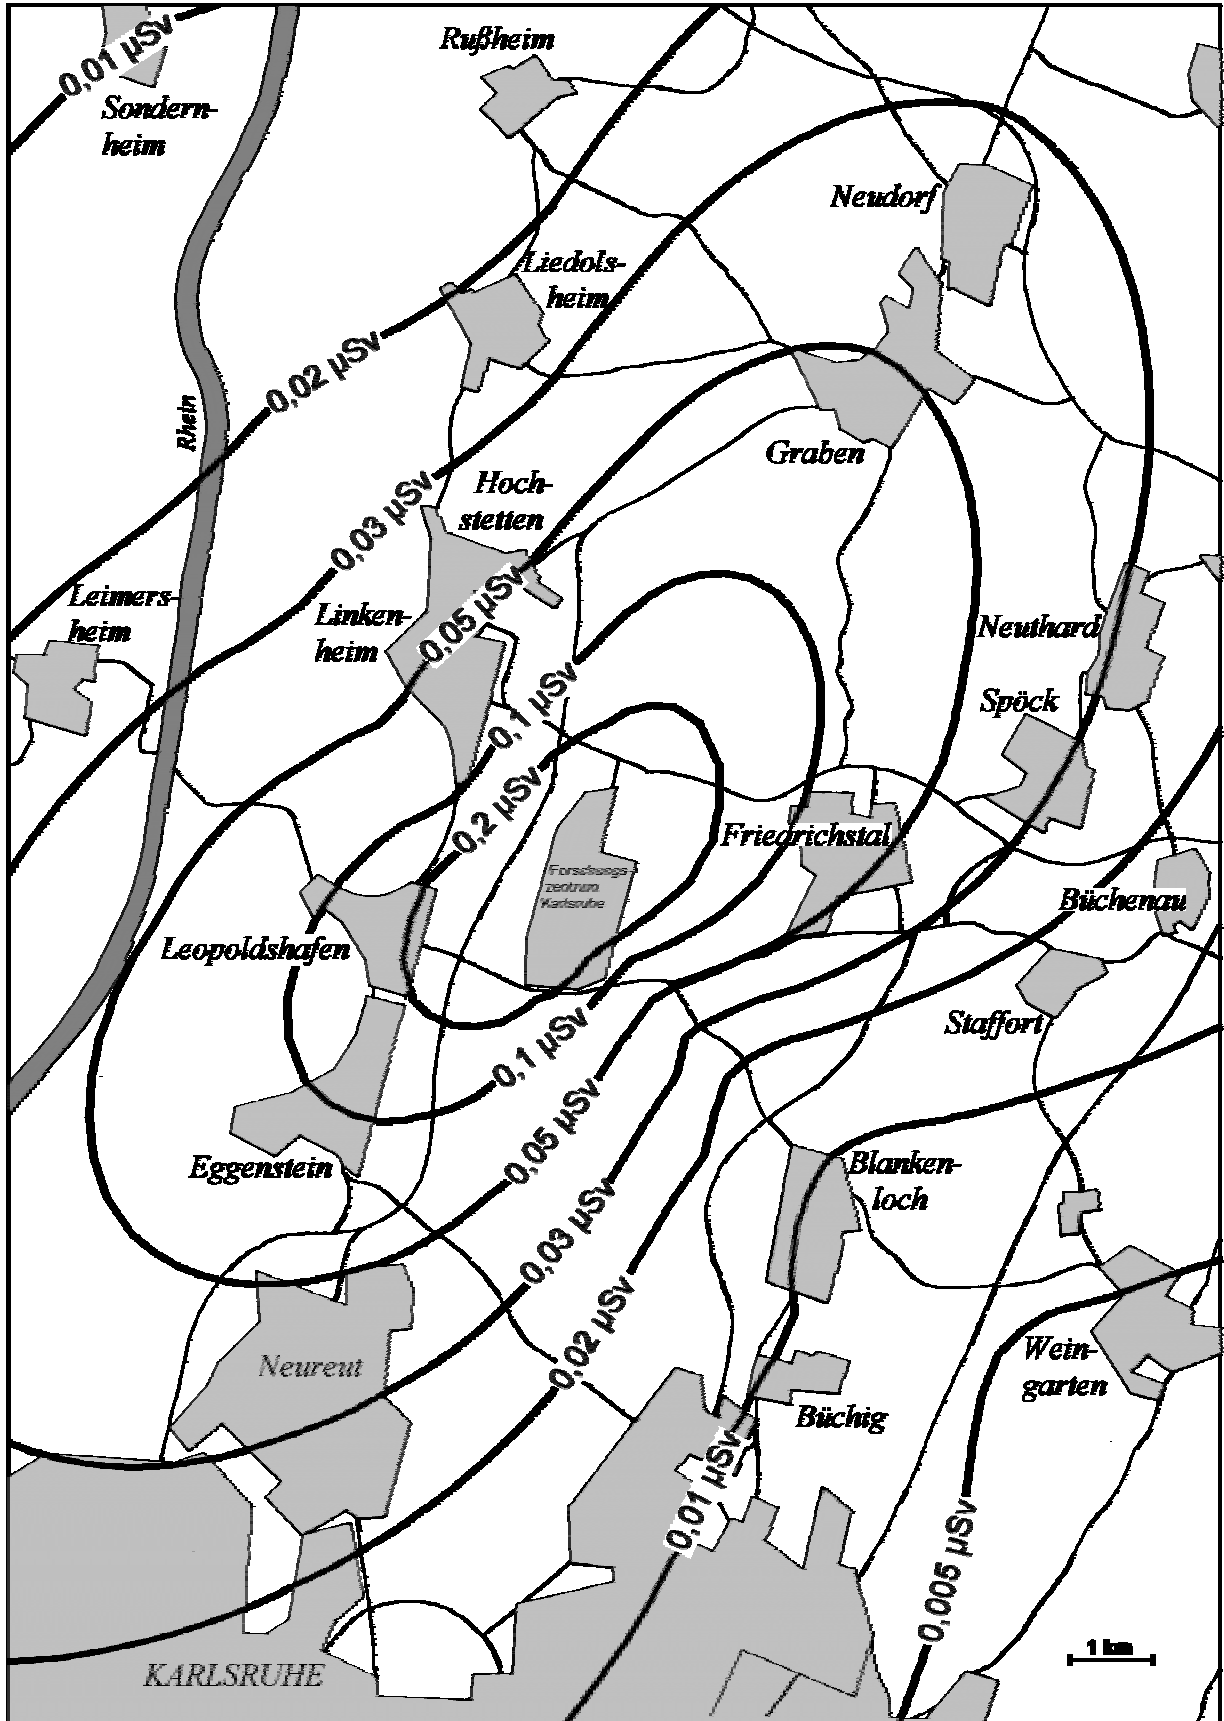 0,01 µSv
Sondern-
heim
Rußheim
Neudorf
Liedols-
heim
0,02 µSv
Rhein
Graben
0,03 µSv
Hoch-
stetten
Leimers-
heim
Linken-
heim
0,05 µSv
Neuthard
Spöck
0,1 µSv
0,2 µSv
Friedrichstal
Forschungs-
zentrum
Karlsruhe
Büchenau
Leopoldshafen
Staffort
0,1 µSv
0,05 µSv
Eggenstein
Blanken-
loch
0,03 µSv
0,02 µSv
Neureut
Wein-
garten
Büchig
0,01 µSv
0,005 µSv
1 km
KARLSRUHE